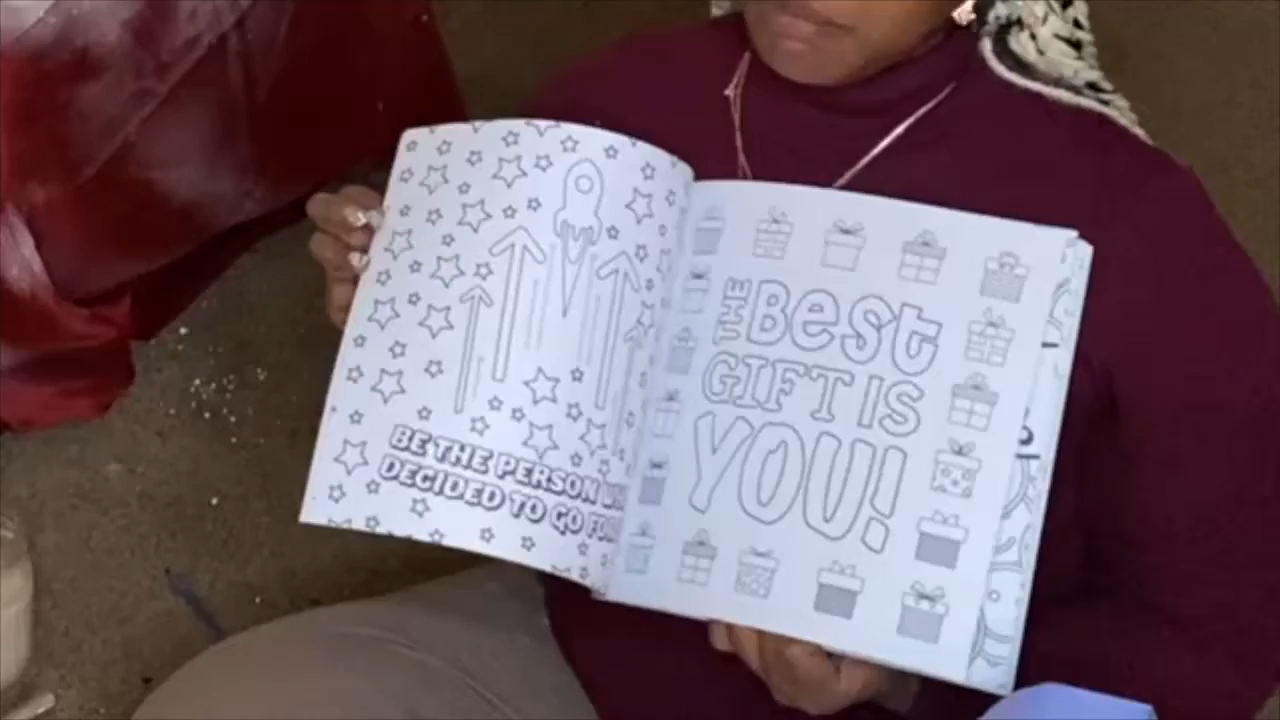 BE THE PERSON
DECIDED TO GO
THE Best
GIFT IS
YOU!